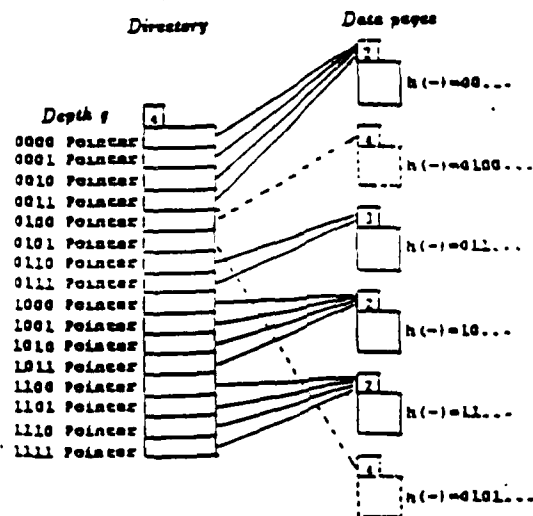 Directory
Data pages
2
h(-)=00...
Depth q
4
0000 Pointer
0001 Pointer
0010 Pointer
0011 Pointer
0100 Pointer
0101 Pointer
0110 Pointer
0111 Pointer
1000 Pointer
1001 Pointer
1010 Pointer
1011 Pointer
1100 Pointer
1101 Pointer
1110 Pointer
1111 Pointer
4
h(-)=0100...
3
h(-)=011...
2
h(-)=10...
2
h(-)=11...
4
h(-)=0101...